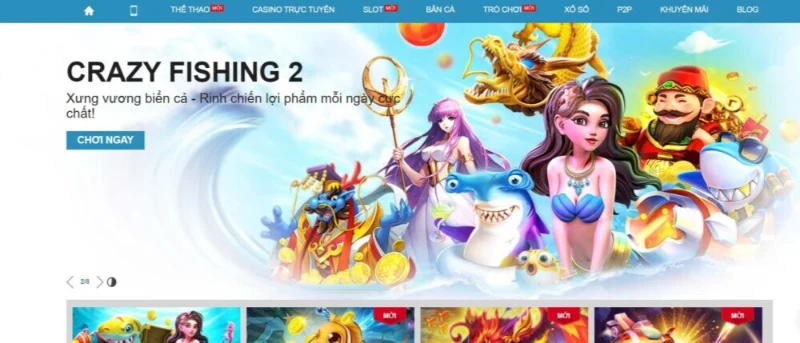 THỂ THAO MỚI CASINO TRỰC TUYẾN SLOT MỚI BẮN CÁ TRÒ CHƠI MỚI XỔ SỐ P2P KHUYẾN MÃI BLOG
CRAZY FISHING 2
Xưng vương biển cả - Rinh chiến lợi phẩm mỗi ngày cực
chất!
CHƠI NGAY
2/8
MỚI MỚI MỚI